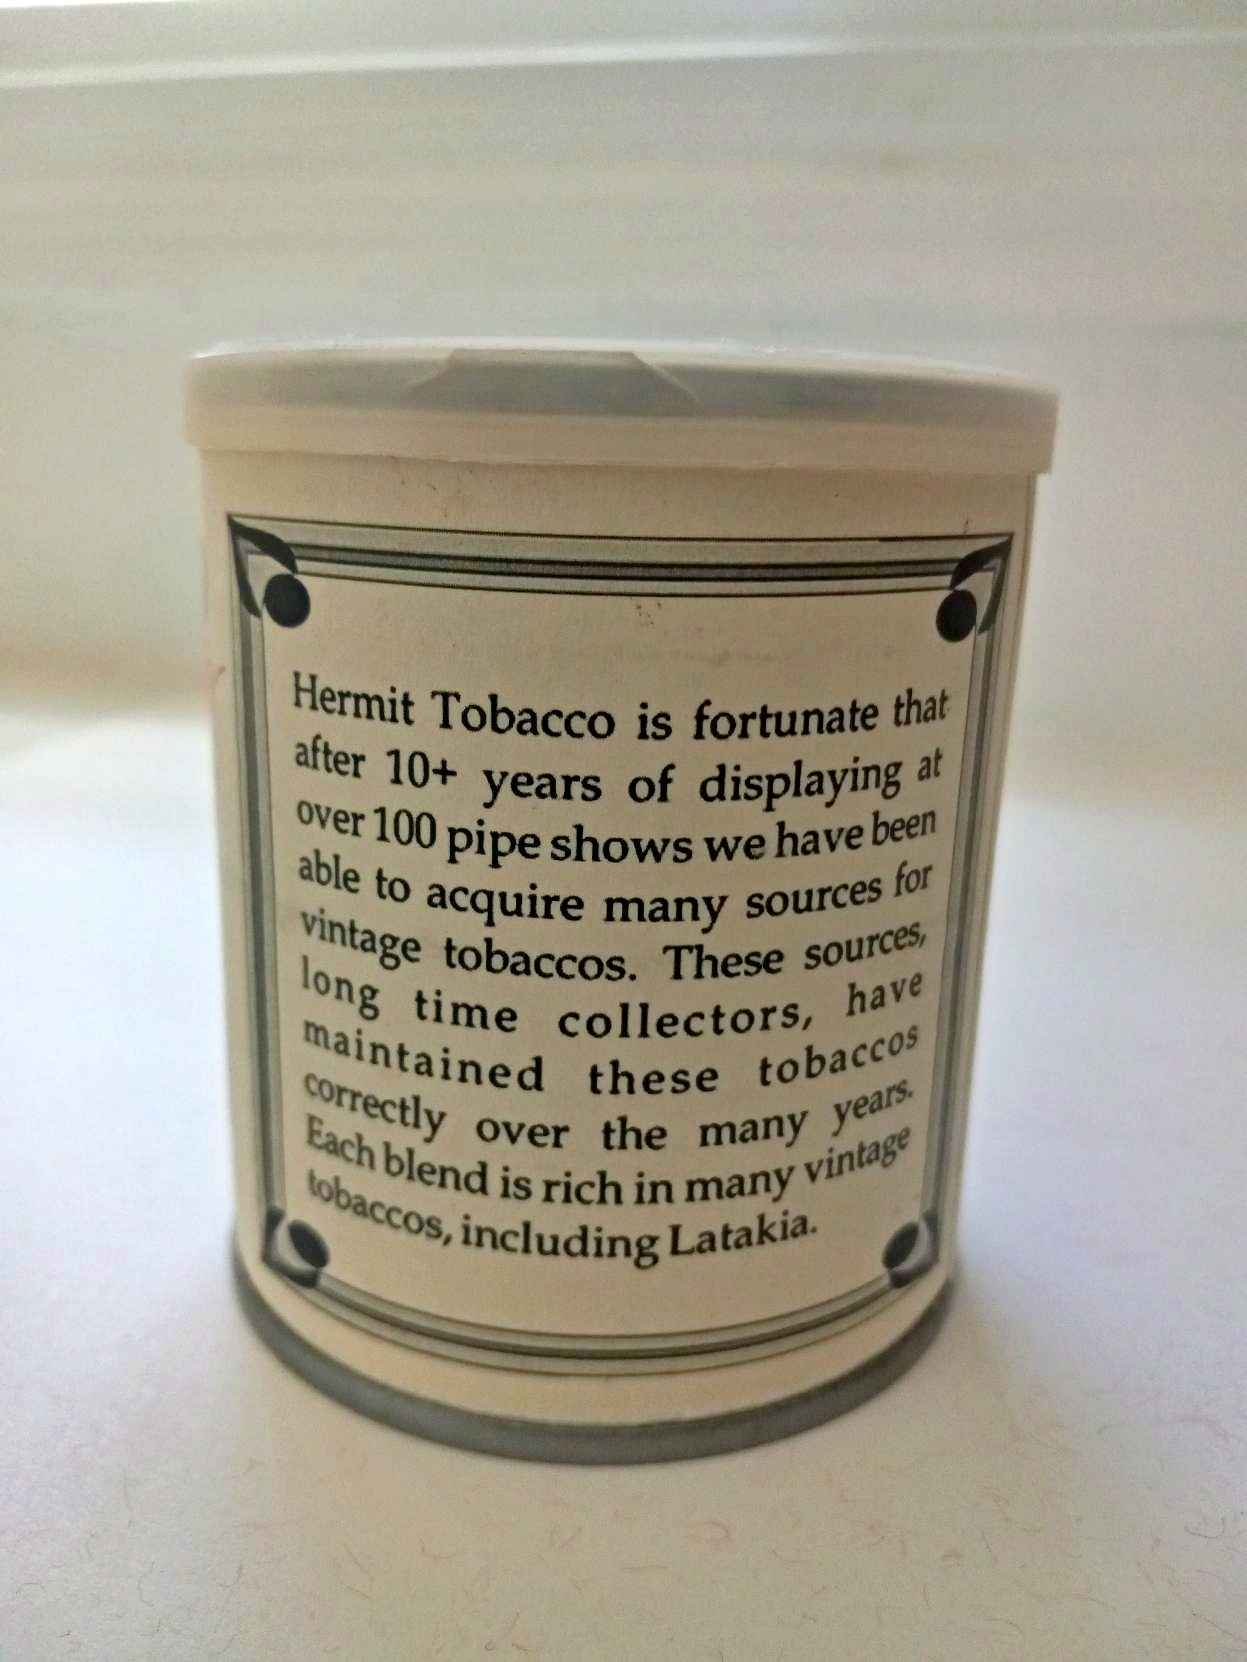 Hermit Tobacco is fortunate that
after 10+ years of displaying at
over 100 pipe shows we have been
able to acquire many sources for
vintage tobaccos. These sources,
long time collectors, have
maintained these tobaccos
correctly over the many years.
Each blend is rich in many vintage
tobaccos, including Latakia.